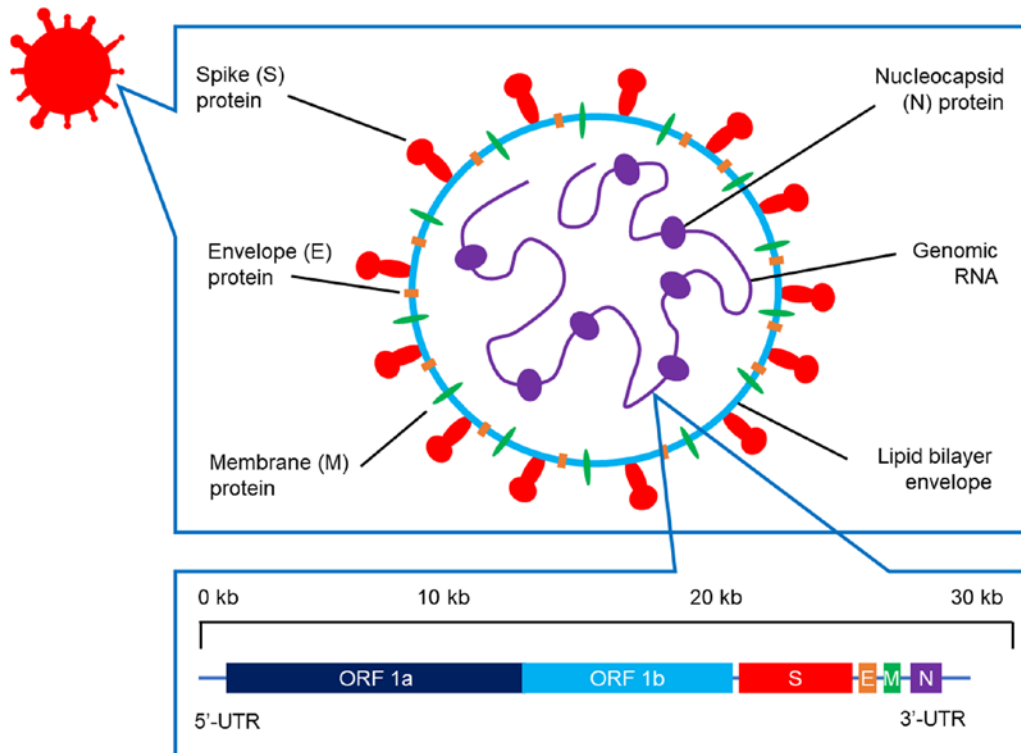 Spike (S)
protein
Nucleocapsid
(N) protein
Envelope (E)
protein
Genomic
RNA
Membrane (M)
protein
Lipid bilayer
envelope
0 kb 10 kb 20 kb 30 kb
ORF 1a ORF 1b S E M N
5’-UTR 3’-UTR